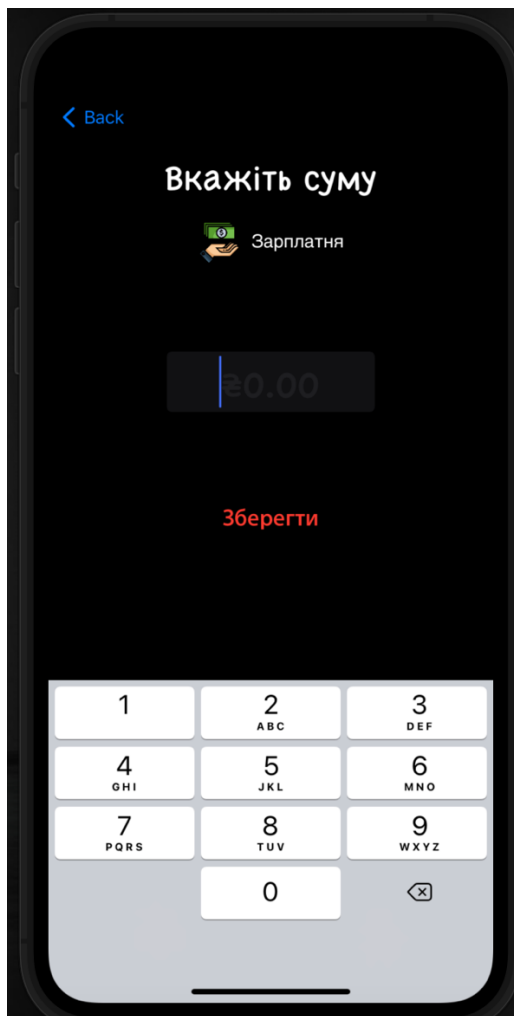 Back
Вкажіть суму
Зарплатня
₴0.00
Зберегти
1
2
ABC
3
DEF
4
GHI
5
JKL
6
MNO
7
PQRS
8
TUV
9
WXYZ
0